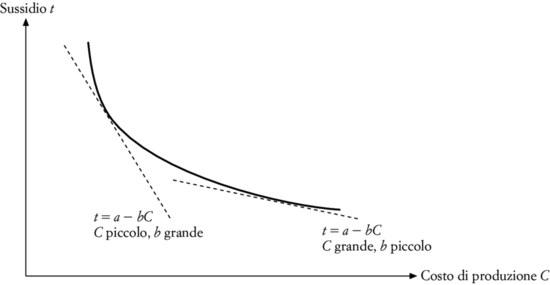 Sussidio t
t = a − bC
C piccolo, b grande
t = a − bC
C grande, b piccolo
Costo di produzione C